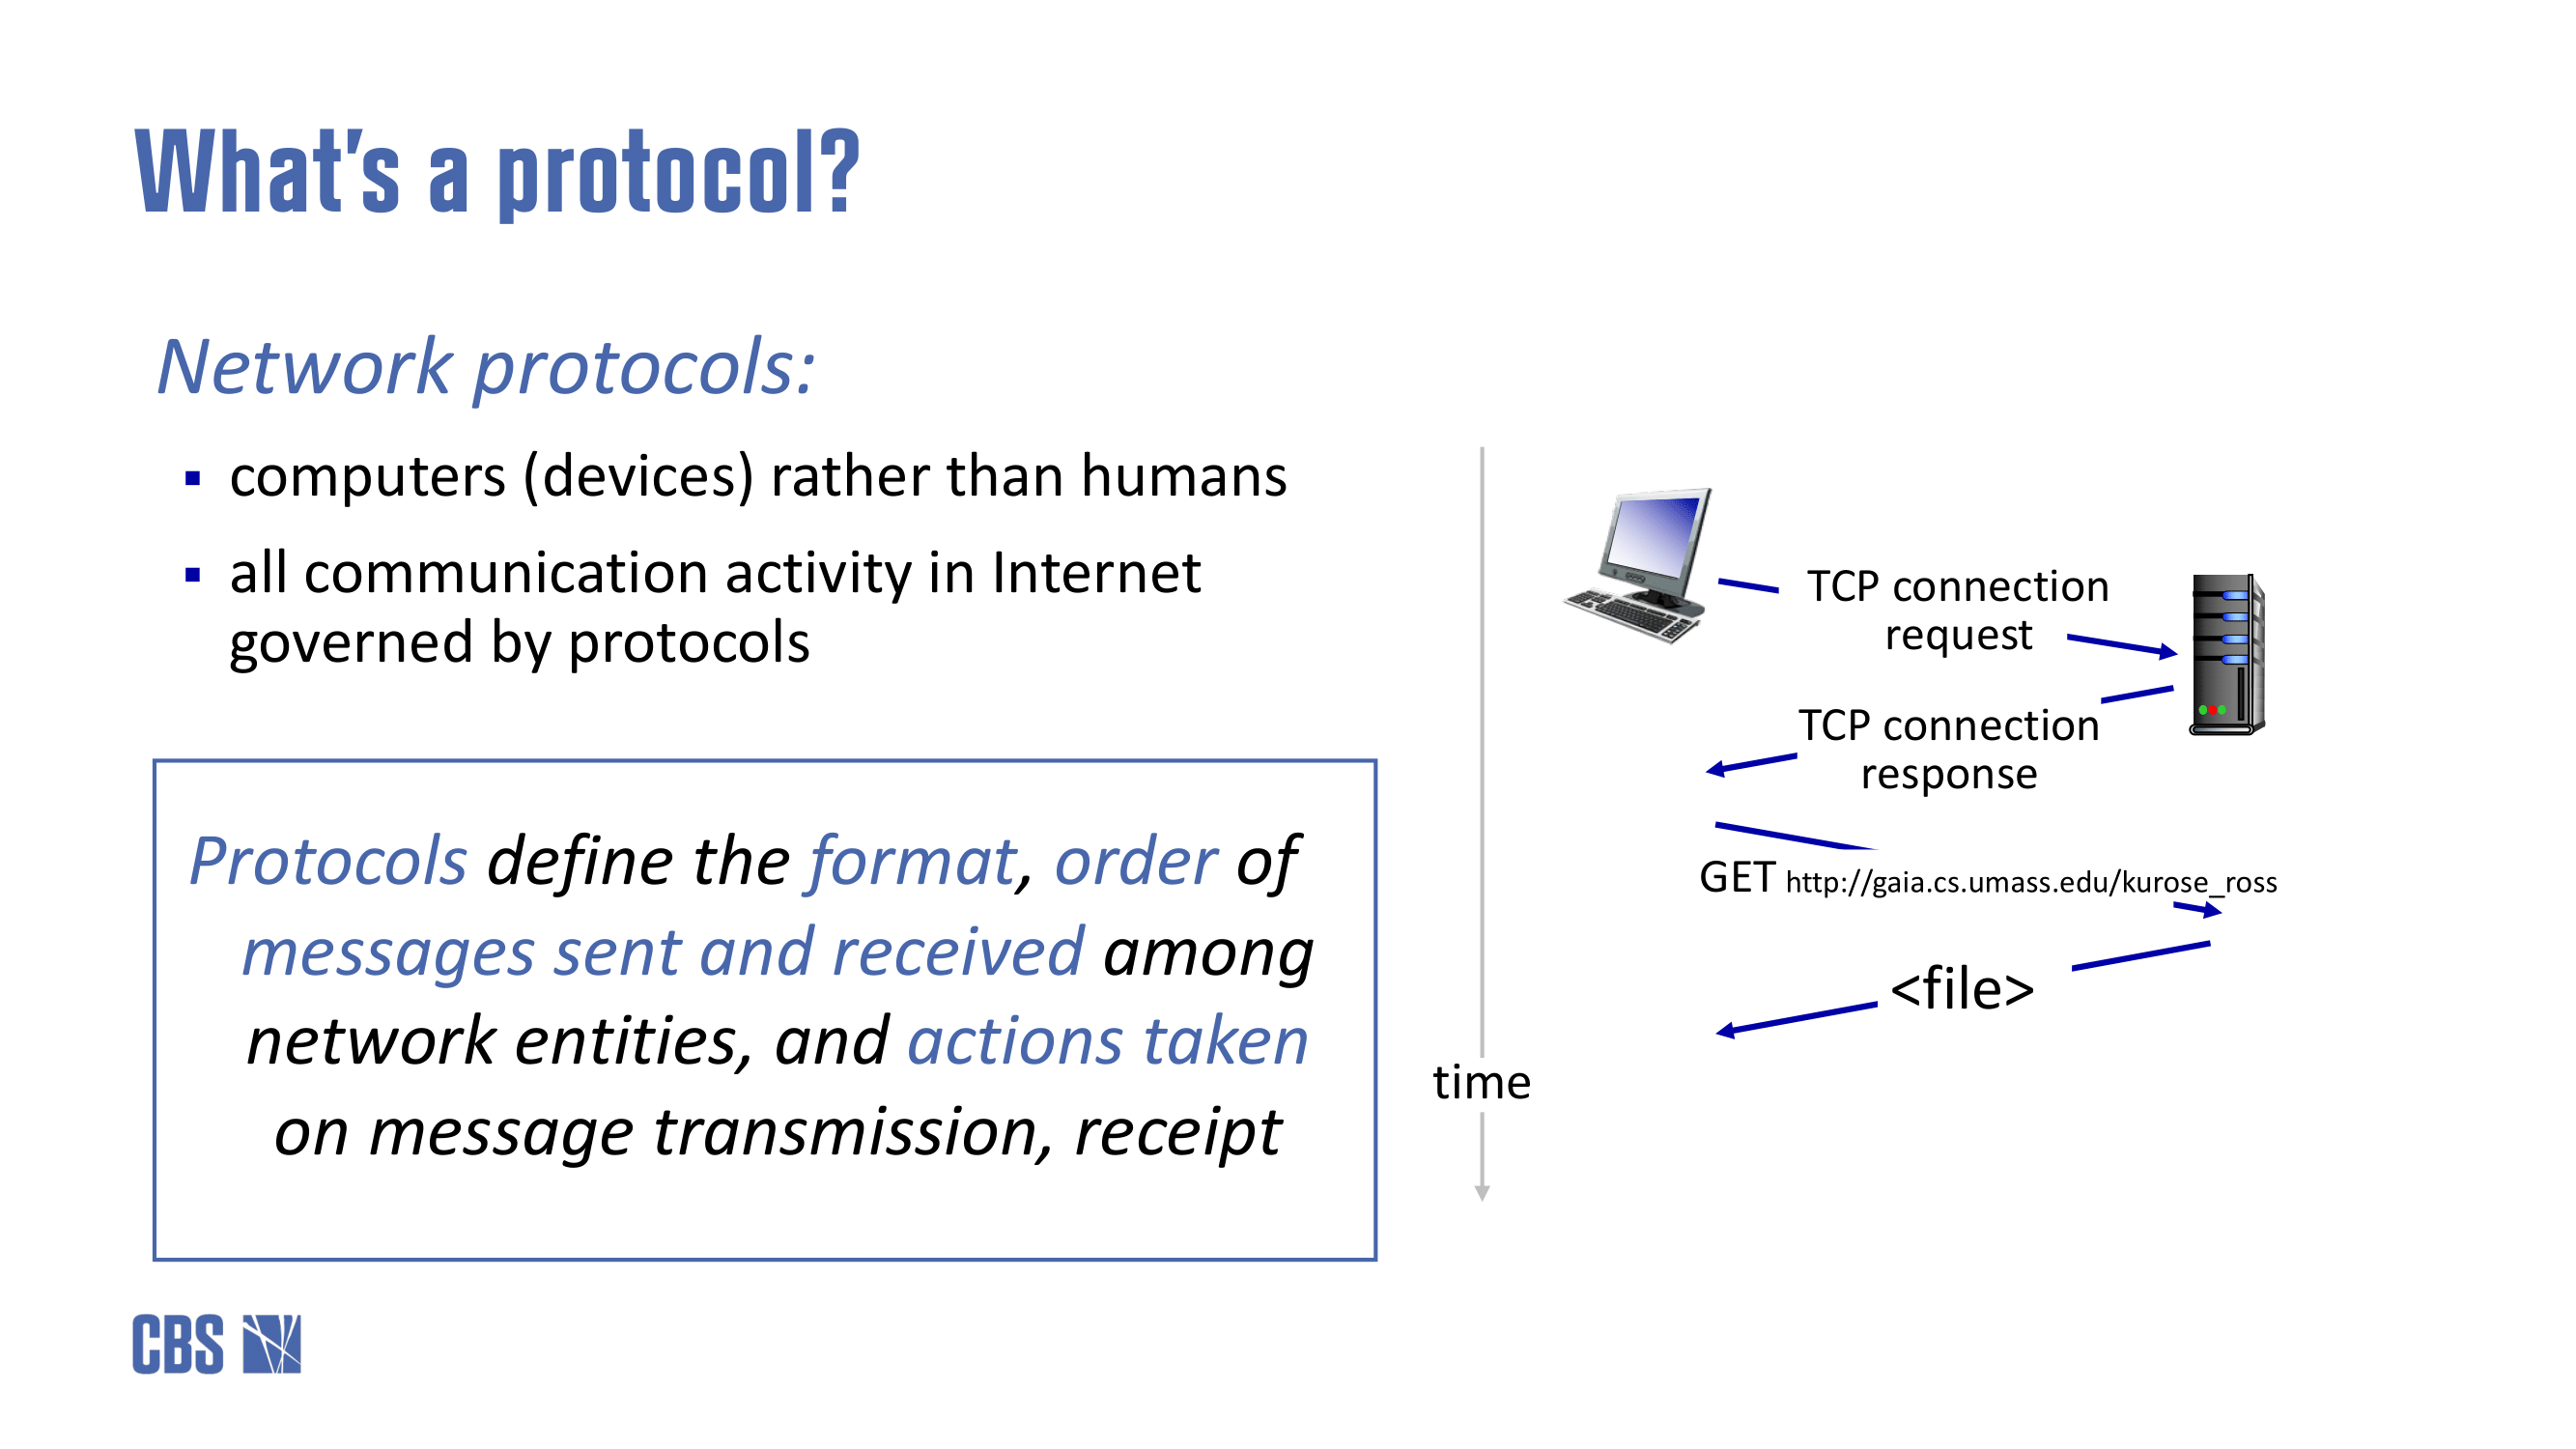 What's a protocol?
Network protocols:
▪ computers (devices) rather than humans
▪ all communication activity in Internet
governed by protocols
Protocols define the format, order of
messages sent and received among
network entities, and actions taken
on message transmission, receipt
TCP connection
request
TCP connection
response
GET http://gaia.cs.umass.edu/kurose_ross
<file>
time
CBS